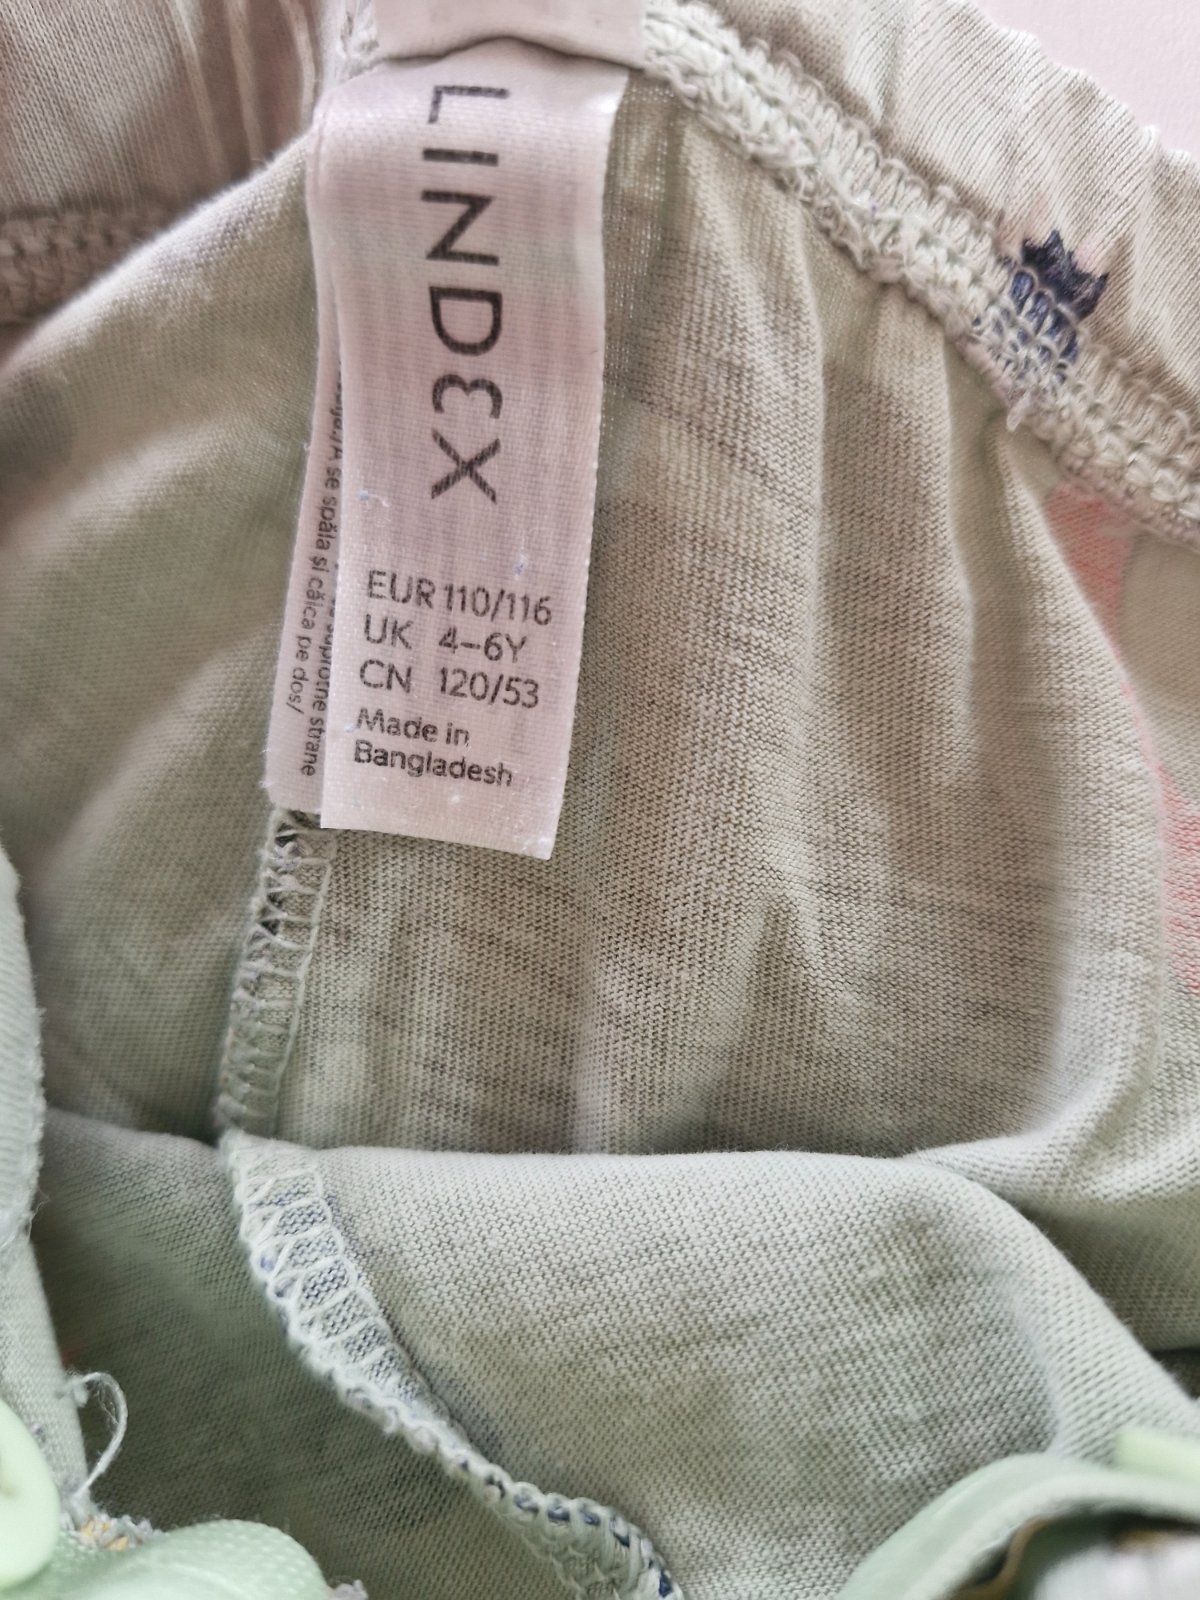 LINDEX
EUR 110/116
UK 4-6Y
CN 120/53
Made in
Bangladesh
se spăla și călca pe dos/
suprotne strane